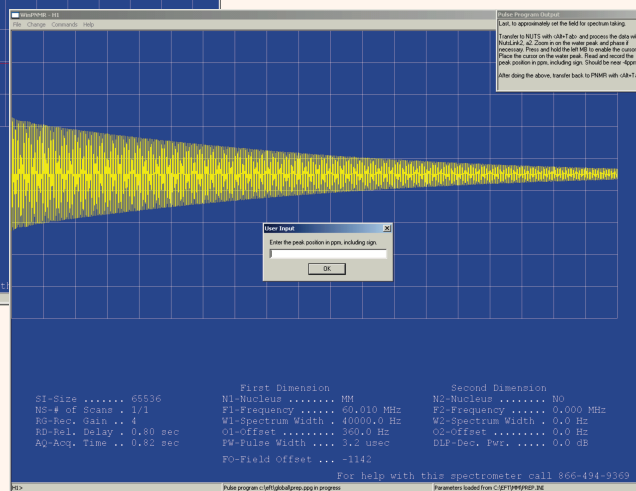 WinPNMR - H1
File Change Commands Help
Pulse Program Output
Last, to approximately set the field for spectrum taking.
Transfer to NUTS with <Alt+Tab> and process the data wi
NutsLink2, a2. Zoom in on the water peak and phase if
necessary. Press and hold the left MB to enable the cursor
Place the cursor on the water peak. Read and record the
peak position in ppm, including sign. Should be near -4ppm
After doing the above, transfer back to PNMR with <Alt+Ta
User Input
Enter the peak position in ppm, including sign.
OK
First Dimension
Second Dimension
SI-Size ....... 65536
N1-Nucleus ........ MM
N2-Nucleus ........ NO
NS-# of Scans . 1/1
F1-Frequency ...... 60.010 MHz
F2-Frequency ...... 0.000 MHz
RG-Rec. Gain .. 4
W1-Spectrum Width . 40000.0 Hz
W2-Spectrum Width . 0.0 Hz
RD-Rel. Delay . 0.80 sec
O1-Offset ......... 360.0 Hz
O2-Offset ......... 0.0 Hz
AQ-Acq. Time .. 0.82 sec
PW-Pulse Width .... 3.2 usec
DLP-Dec. Pwr. ..... 0.0 dB
FO-Field Offset ... -1142
For help with this spectrometer call 866-494-9369
H1>
Pulse program c:\eft\global\prep.ppg in progress
Parameters loaded from C:\EFT\MM\PREP.INI